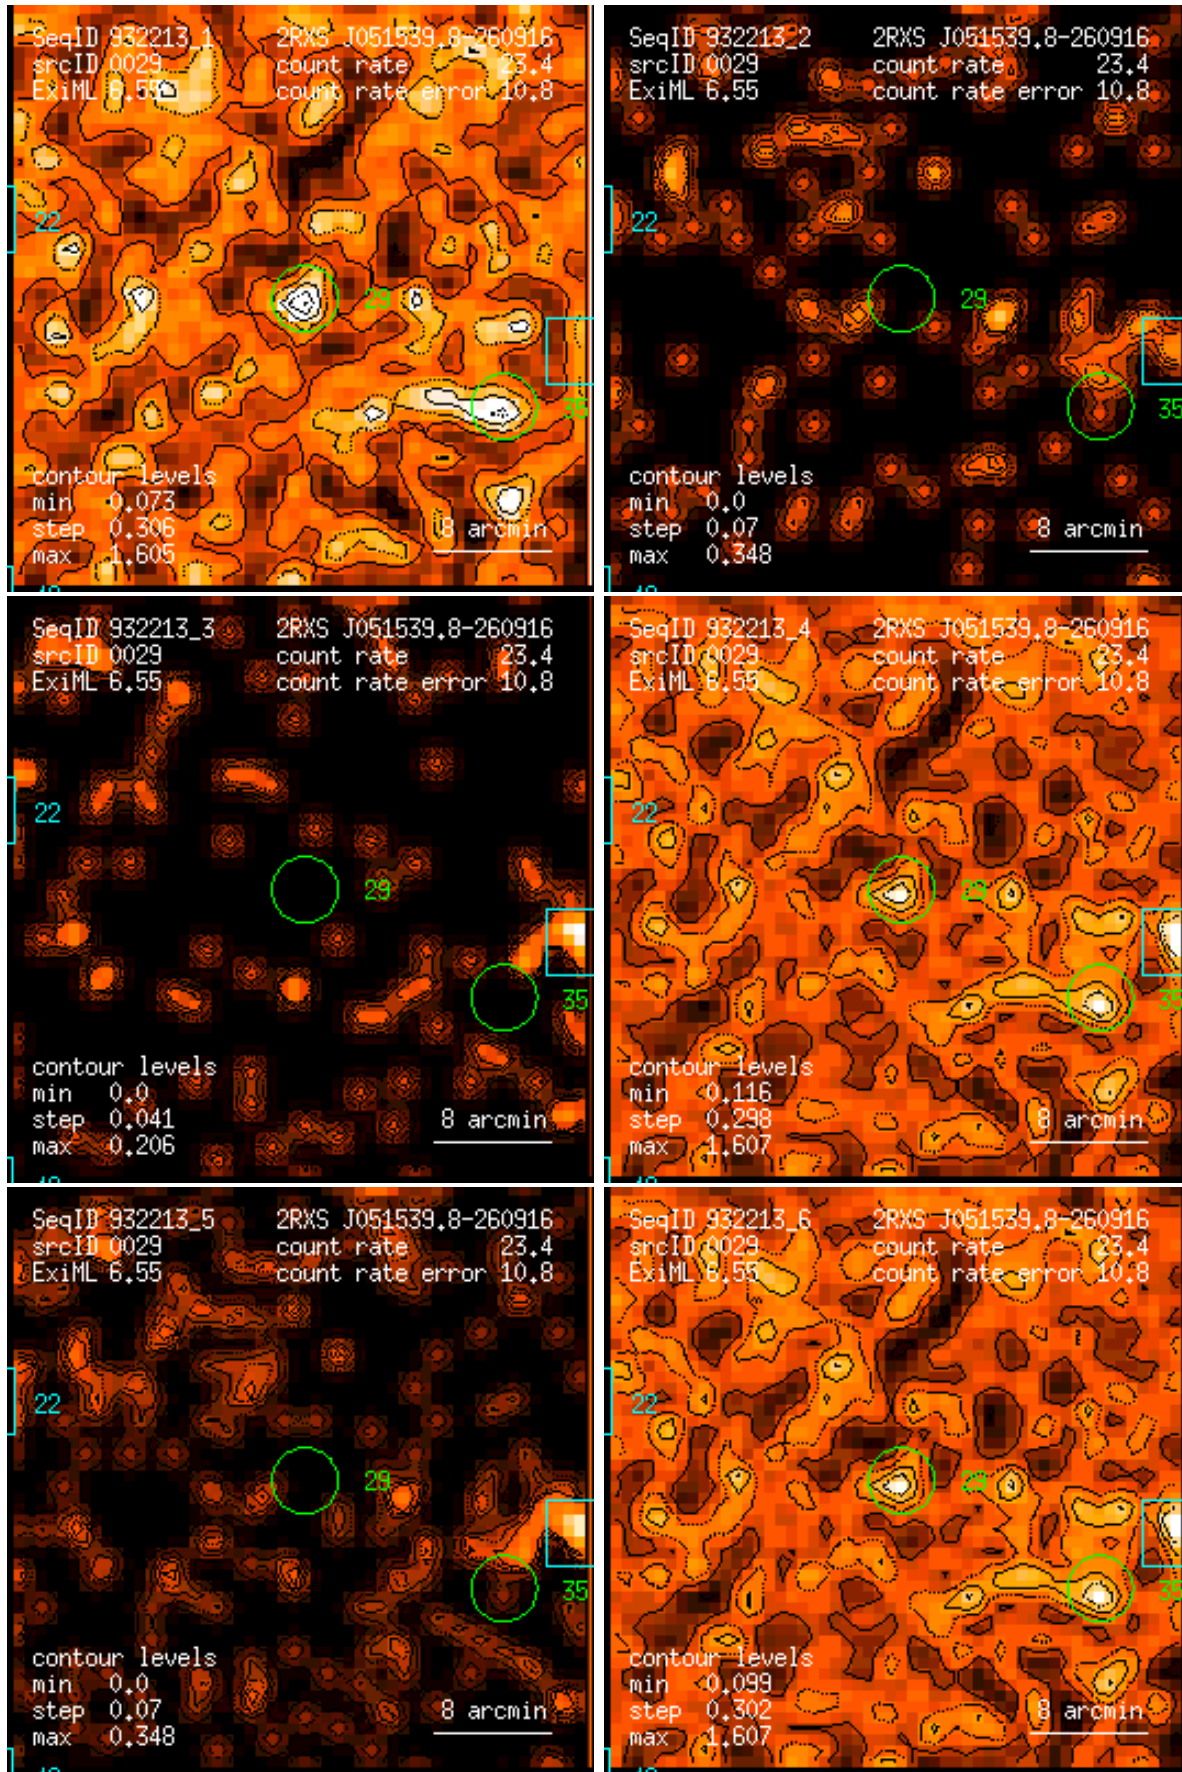 SeqID 932213_1 2RXS J051539.8-260916
srcID 0029 count rate 23.4
ExiML 6.55 count rate error 10.8
22
29
35
contour levels
min 0.073
step 0.306
max 1.605
8 arcmin
SeqID 932213_2 2RXS J051539.8-260916
srcID 0029 count rate 23.4
ExiML 6.55 count rate error 10.8
22
29
35
contour levels
min 0.0
step 0.07
max 0.348
8 arcmin
SeqID 932213_3 2RXS J051539.8-260916
srcID 0029 count rate 23.4
ExiML 6.55 count rate error 10.8
22
29
35
contour levels
min 0.0
step 0.041
max 0.206
8 arcmin
SeqID 932213_4 2RXS J051539.8-260916
srcID 0029 count rate 23.4
ExiML 6.55 count rate error 10.8
22
29
35
contour levels
min 0.116
step 0.298
max 1.607
8 arcmin
SeqID 932213_5 2RXS J051539.8-260916
srcID 0029 count rate 23.4
ExiML 6.55 count rate error 10.8
22
29
35
contour levels
min 0.0
step 0.07
max 0.348
8 arcmin
SeqID 932213_6 2RXS J051539.8-260916
srcID 0029 count rate 23.4
ExiML 6.55 count rate error 10.8
22
29
35
contour levels
min 0.099
step 0.302
max 1.607
8 arcmin